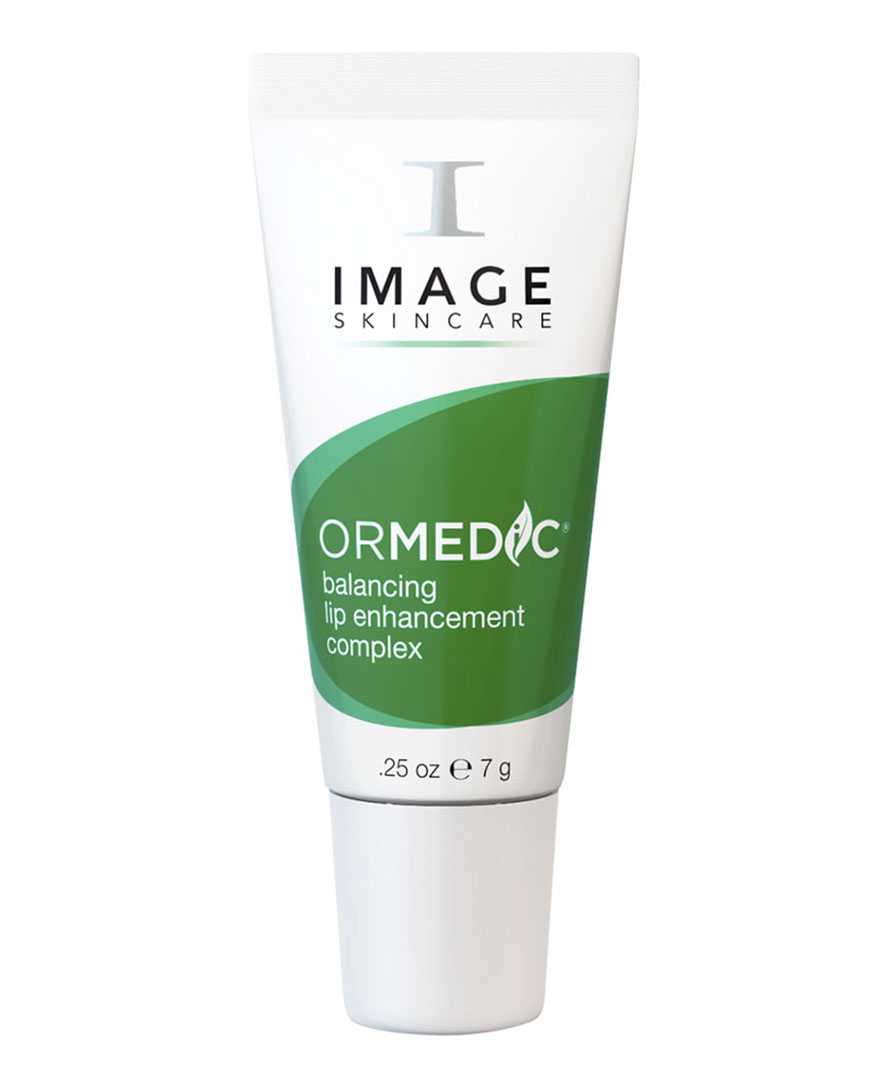 I
IMAGE
SKINCARE
ORMEDIC®
balancing
lip enhancement
complex
.25 oz ℮ 7 g